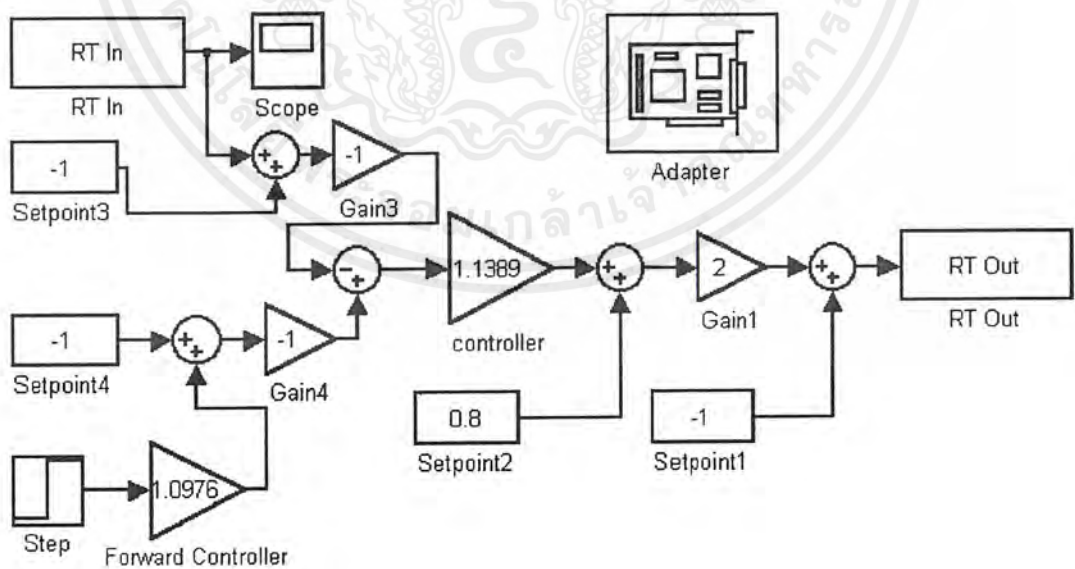 RT In
RT In
Scope
Adapter
-1
Setpoint3
+
+
-1
Gain3
-
+
1.1389
controller
+
+
2
Gain1
+
+
RT Out
RT Out
-1
Setpoint4
+
+
-1
Gain4
0.8
Setpoint2
-1
Setpoint1
Step
1.0976
Forward Controller